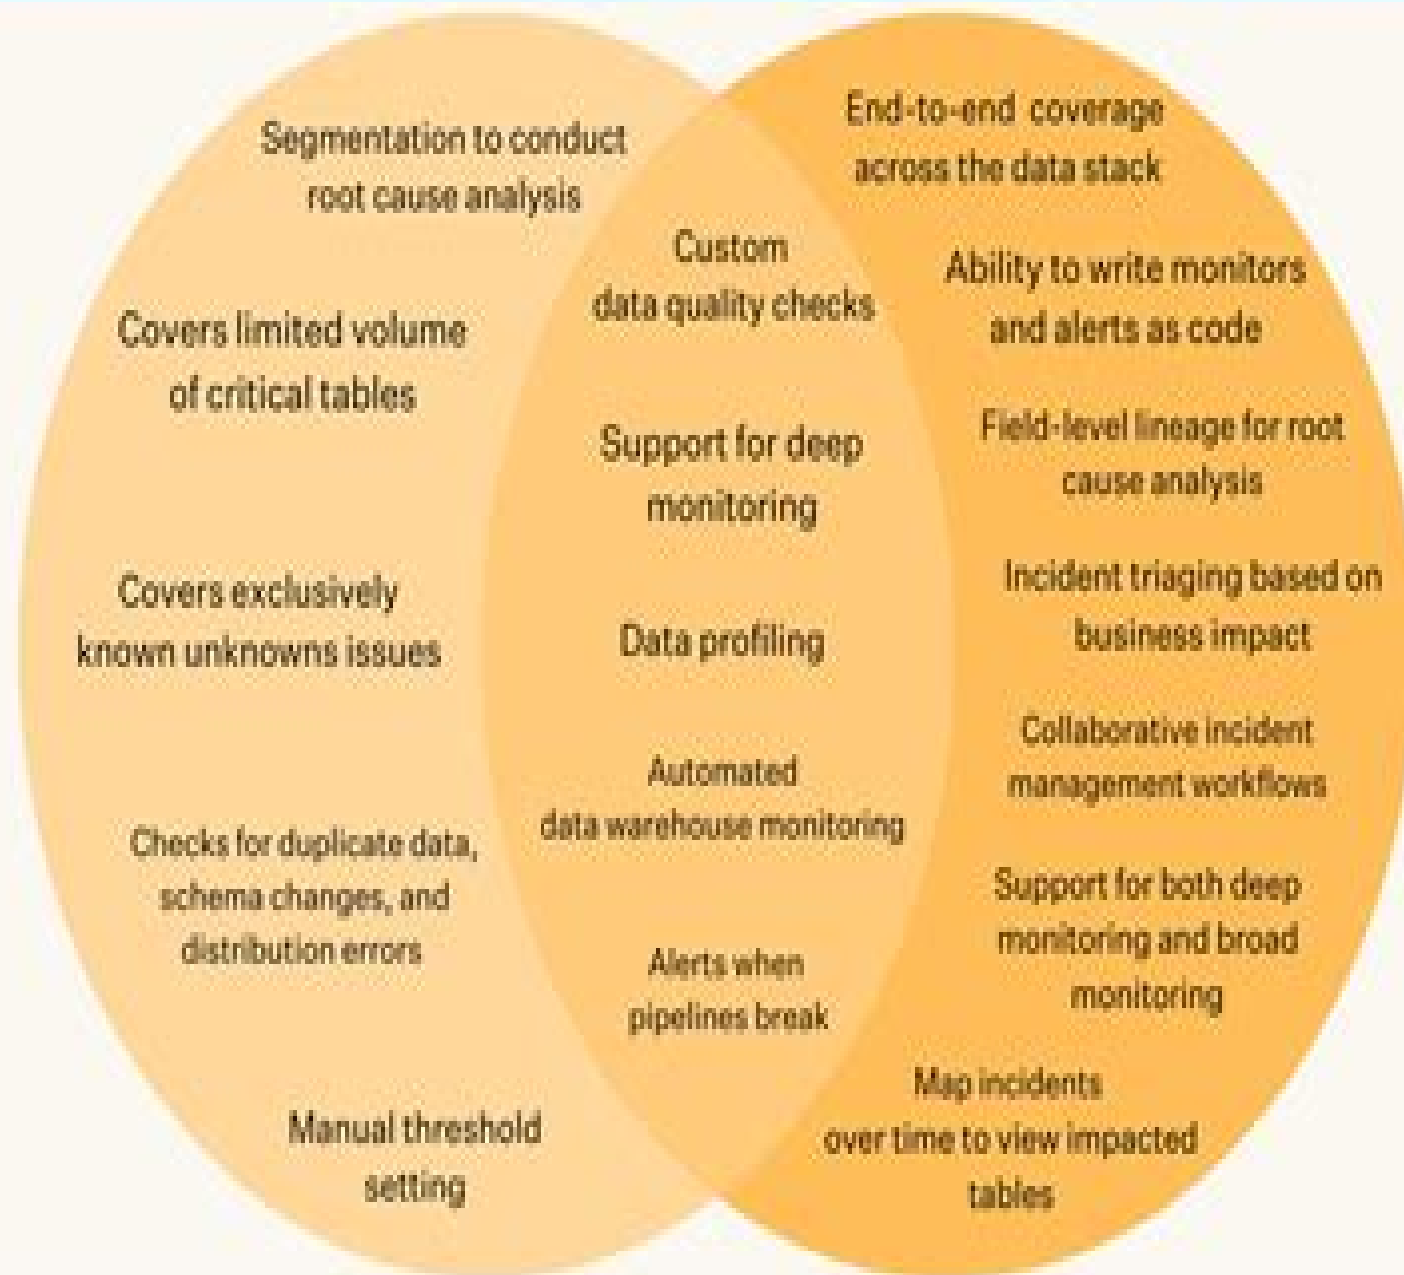 Segmentation to conduct
root cause analysis
Covers limited volume
of critical tables
Covers exclusively
known unknowns issues
Checks for duplicate data,
schema changes, and
distribution errors
Manual threshold
setting
Custom
data quality checks
Support for deep
monitoring
Data profiling
Automated
data warehouse monitoring
Alerts when
pipelines break
End-to-end coverage
across the data stack
Ability to write monitors
and alerts as code
Field-level lineage for root
cause analysis
Incident triaging based on
business impact
Collaborative incident
management workflows
Support for both deep
monitoring and broad
monitoring
Map incidents
over time to view impacted
tables